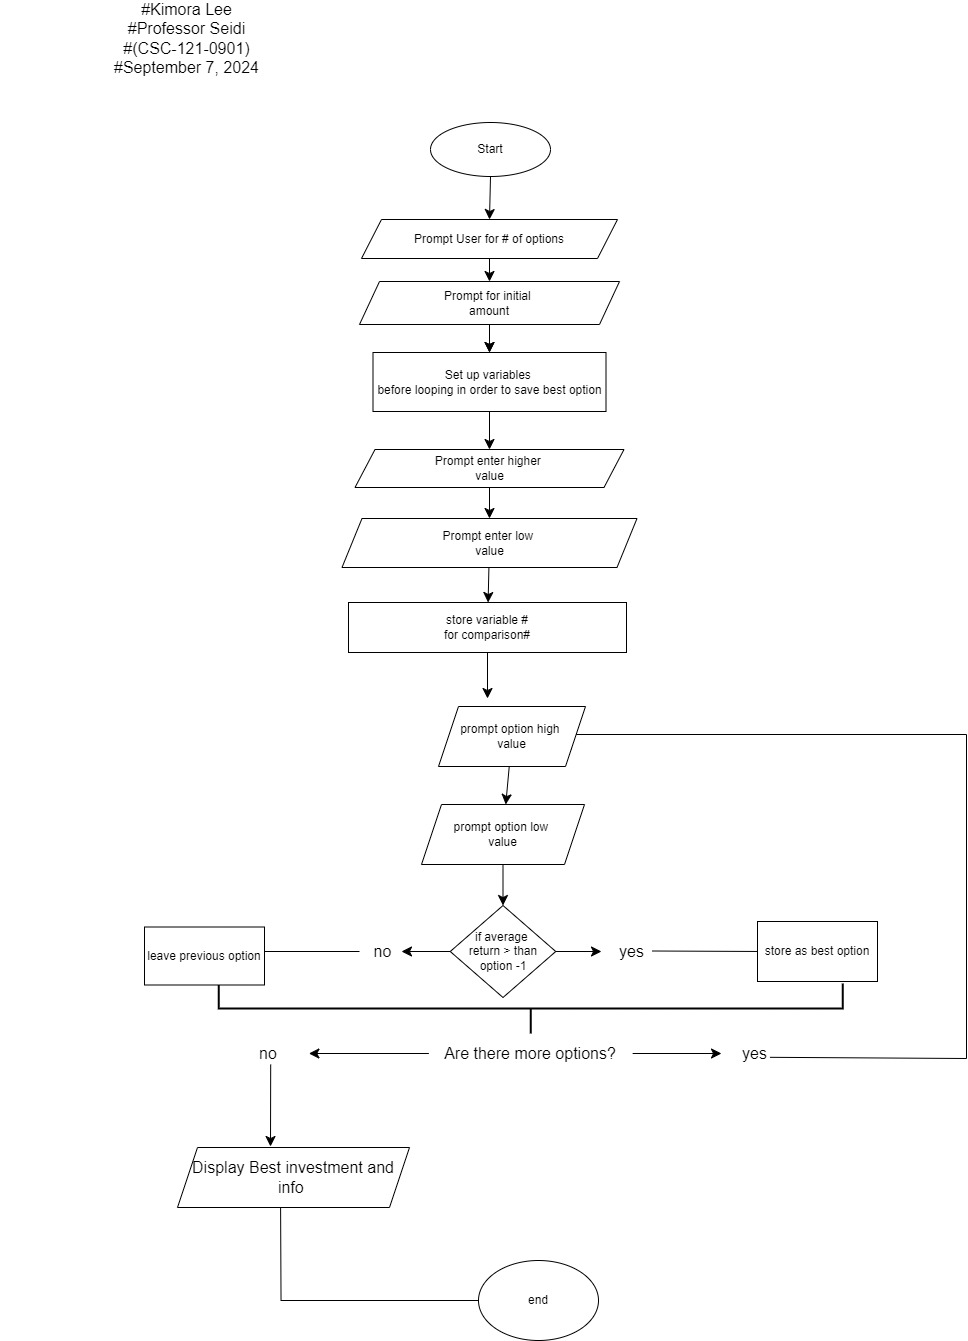 #Kimora Lee
#Professor Seidi
#(CSC-121-0901)
#September 7, 2024
Start
Prompt User for # of options
Prompt for initial
amount
Set up variables
before looping in order to save best option
Prompt enter higher
value
Prompt enter low
value
store variable #
for comparison#
prompt option high
value
prompt option low
value
if average
return > than
option -1
no
yes
leave previous option
store as best option
Are there more options?
no
yes
Display Best investment and
info
end